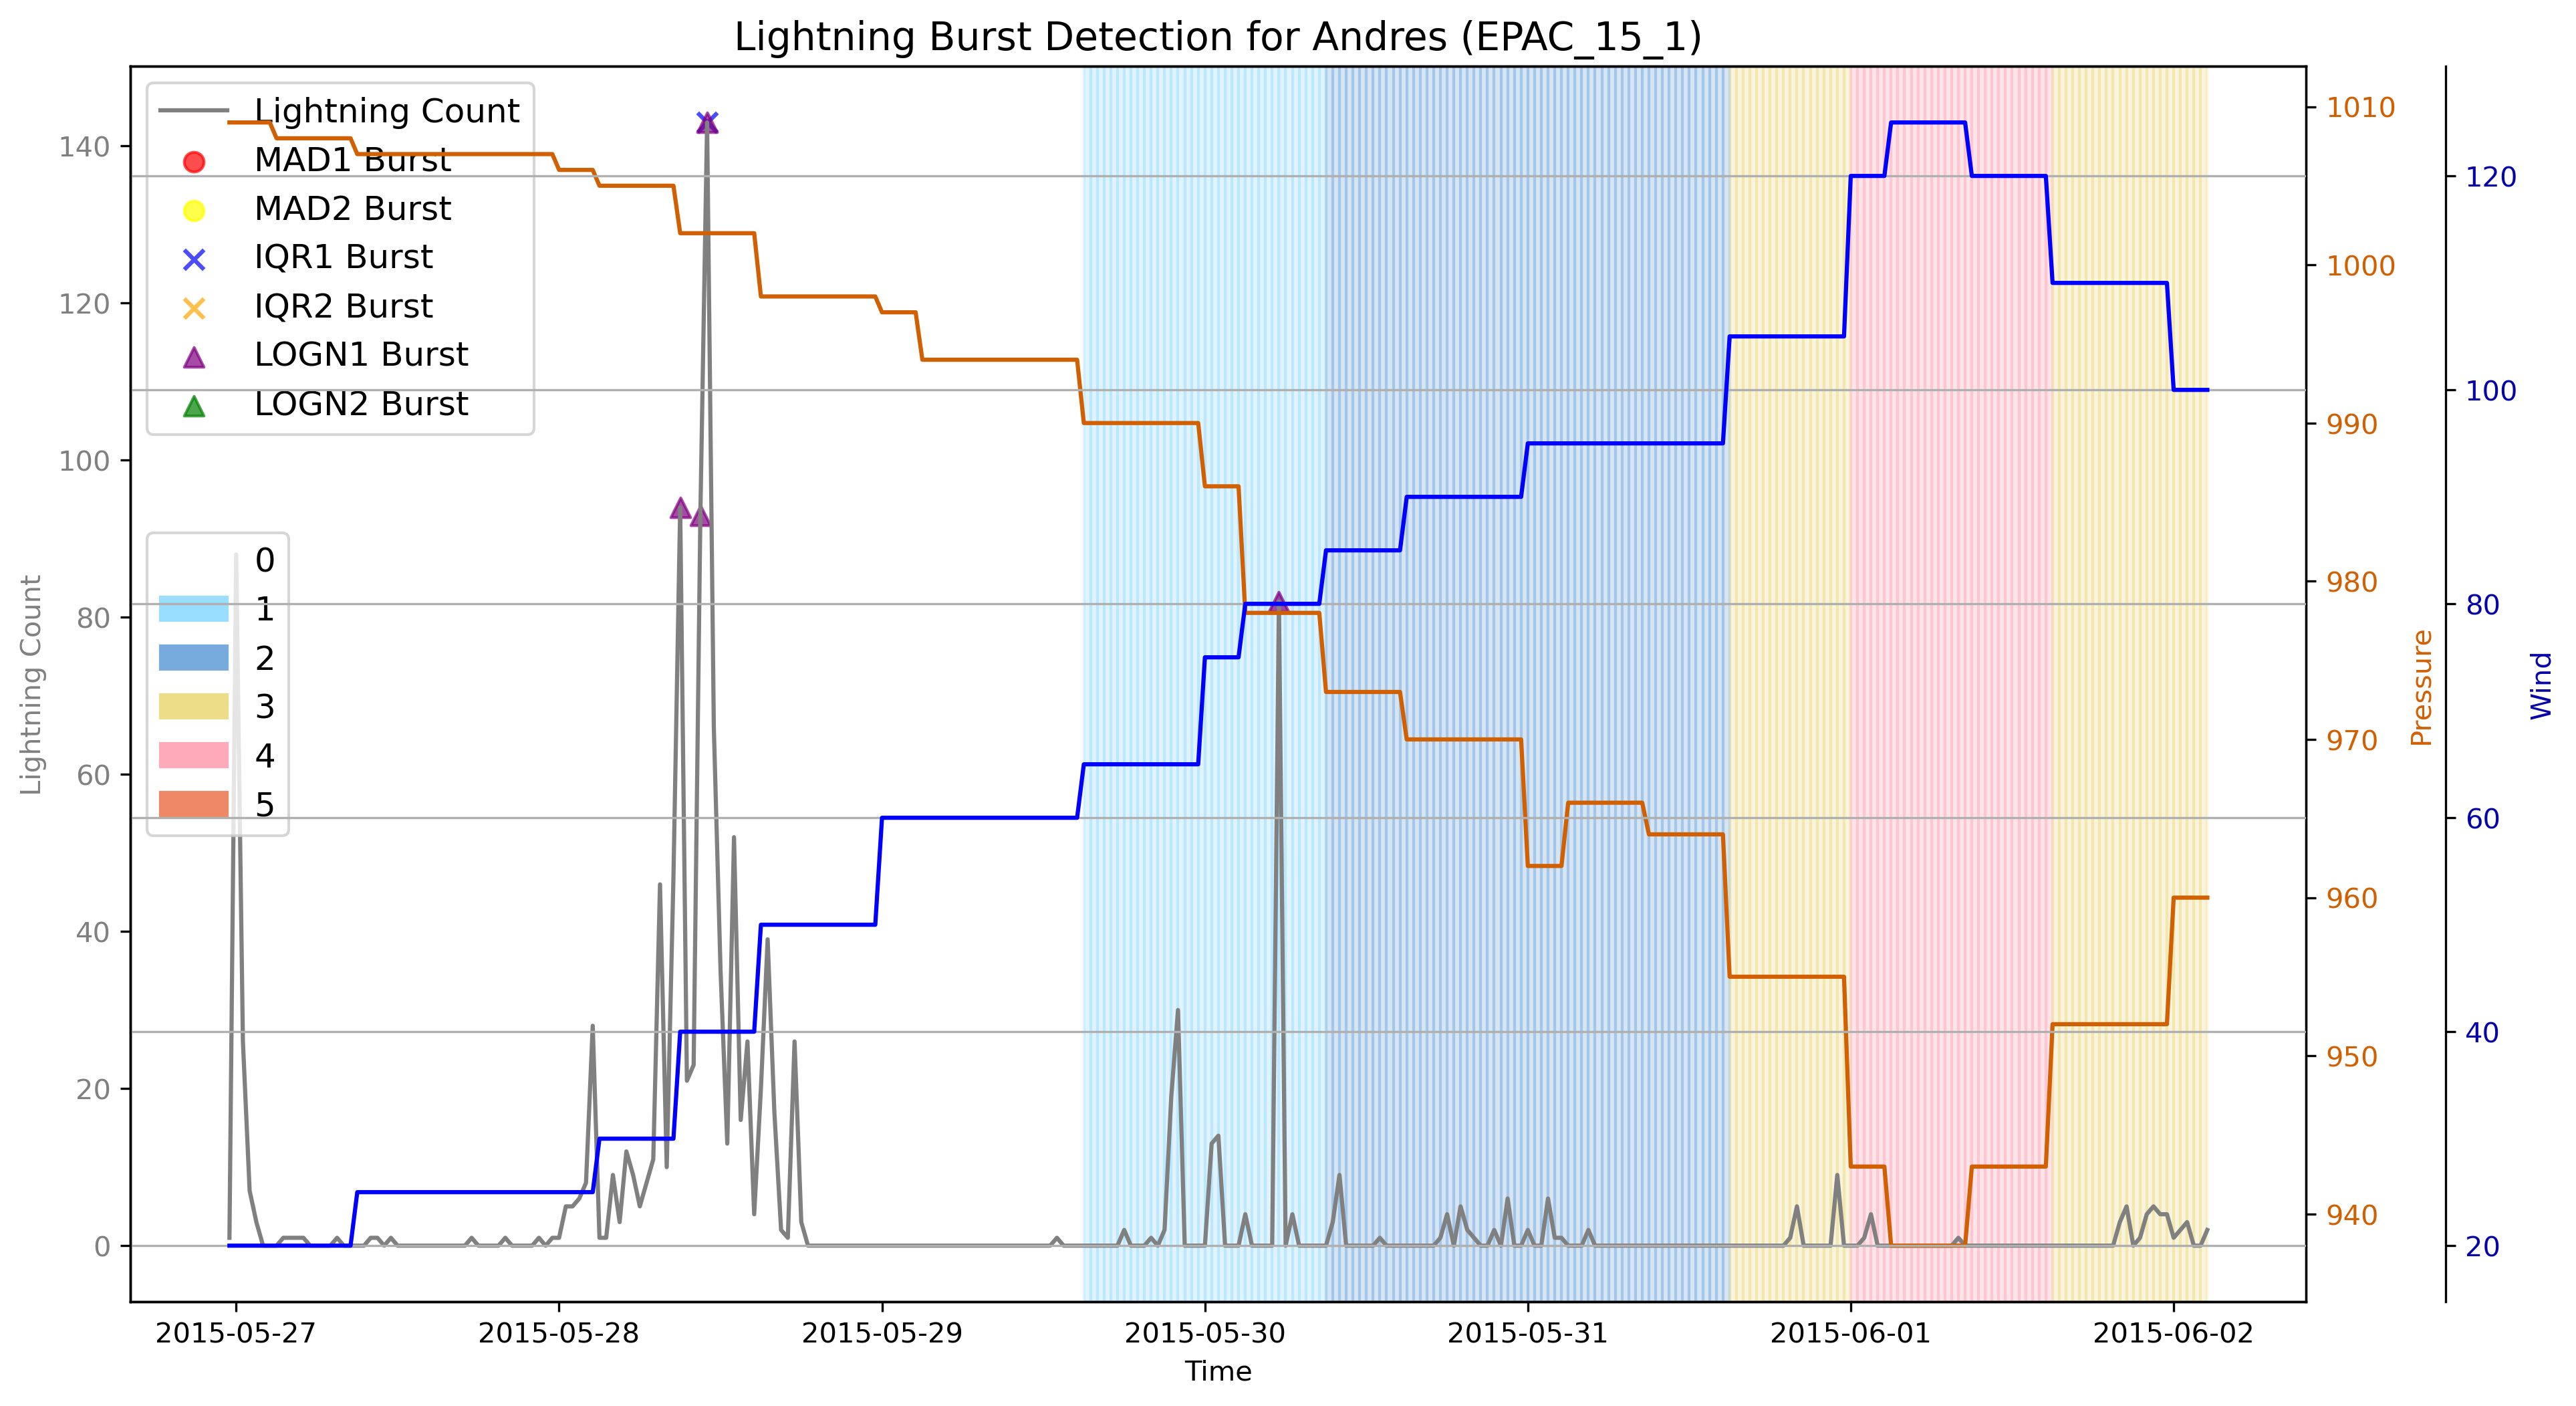 Lightning Burst Detection for Andres (EPAC_15_1)
Lightning Count
MAD1 Burst
MAD2 Burst
IQR1 Burst
IQR2 Burst
LOGN1 Burst
LOGN2 Burst
0
1
2
3
4
5
Lightning Count
140
120
100
80
60
40
20
0
1010
1000
990
980
970
960
950
940
Pressure
120
100
80
60
40
20
Wind
2015-05-27
2015-05-28
2015-05-29
2015-05-30
2015-05-31
2015-06-01
2015-06-02
Time